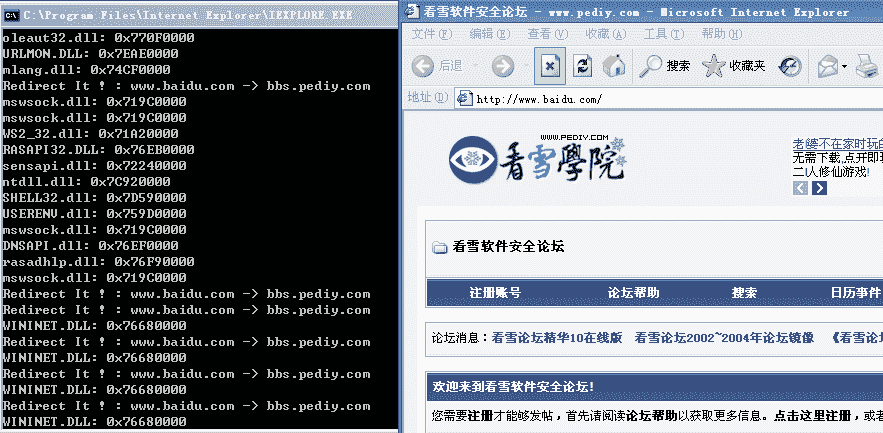 C:\Program Files\Internet Explorer\IEXPLORE.EXE
oleaut32.dll: 0x770F0000
URLMON.DLL: 0x7EAE0000
mlang.dll: 0x74CF0000
Redirect It ! : www.baidu.com -> bbs.pediy.com
mswsock.dll: 0x719C0000
mswsock.dll: 0x719C0000
WS2_32.dll: 0x71A20000
RASAPI32.DLL: 0x76EB0000
sensapi.dll: 0x72240000
ntdll.dll: 0x7C920000
SHELL32.dll: 0x7D590000
USERENV.dll: 0x759D0000
mswsock.dll: 0x719C0000
DNSAPI.dll: 0x76EF0000
rasadhlp.dll: 0x76F90000
mswsock.dll: 0x719C0000
Redirect It ! : www.baidu.com -> bbs.pediy.com
Redirect It ! : www.baidu.com -> bbs.pediy.com
WININET.DLL: 0x76680000
Redirect It ! : www.baidu.com -> bbs.pediy.com
WININET.DLL: 0x76680000
Redirect It ! : www.baidu.com -> bbs.pediy.com
WININET.DLL: 0x76680000
Redirect It ! : www.baidu.com -> bbs.pediy.com
WININET.DLL: 0x76680000
看雪软件安全论坛 - www.pediy.com - Microsoft Internet Explorer
文件(F) 编辑(E) 查看(V) 收藏(A) 工具(T) 帮助(H)
后退 搜索 收藏夹
地址(D) http://www.baidu.com/
WWW.PEDIY.COM
看雪學院
老婆不在家时玩的
无需下载,点开即玩
二人修仙游戏!
看雪软件安全论坛
注册账号 论坛帮助 搜索 日历事件
论坛消息：看雪论坛精华10在线版 看雪论坛2002~2004年论坛镜像 《看雪论坛
欢迎来到看雪软件安全论坛!
您需要注册才能够发帖，首先请阅读论坛帮助以获取更多信息。点击这里注册，或者